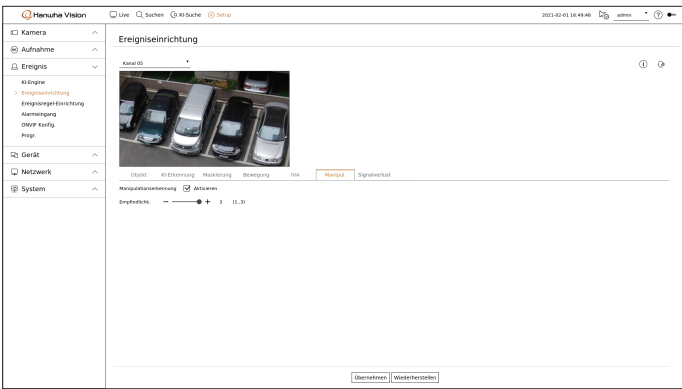 Hanwha Vision
Live Suchen KI-Suche Setup
2021-02-01 16:49:48 admin
Kamera
Aufnahme
Ereignis
KI-Engine
Ereigniseinrichtung
Ereignisregel-Einrichtung
Alarmeingang
ONVIF Konfig.
Progr.
Gerät
Netzwerk
System
Ereigniseinrichtung
Kanal 05
Objekt KI-Erkennung Maskierung Bewegung IVA Manipul Signalverlust
Manipulationserkennung Aktivieren
Empfindlichk. 3 (1..3)
Übernehmen Wiederherstellen